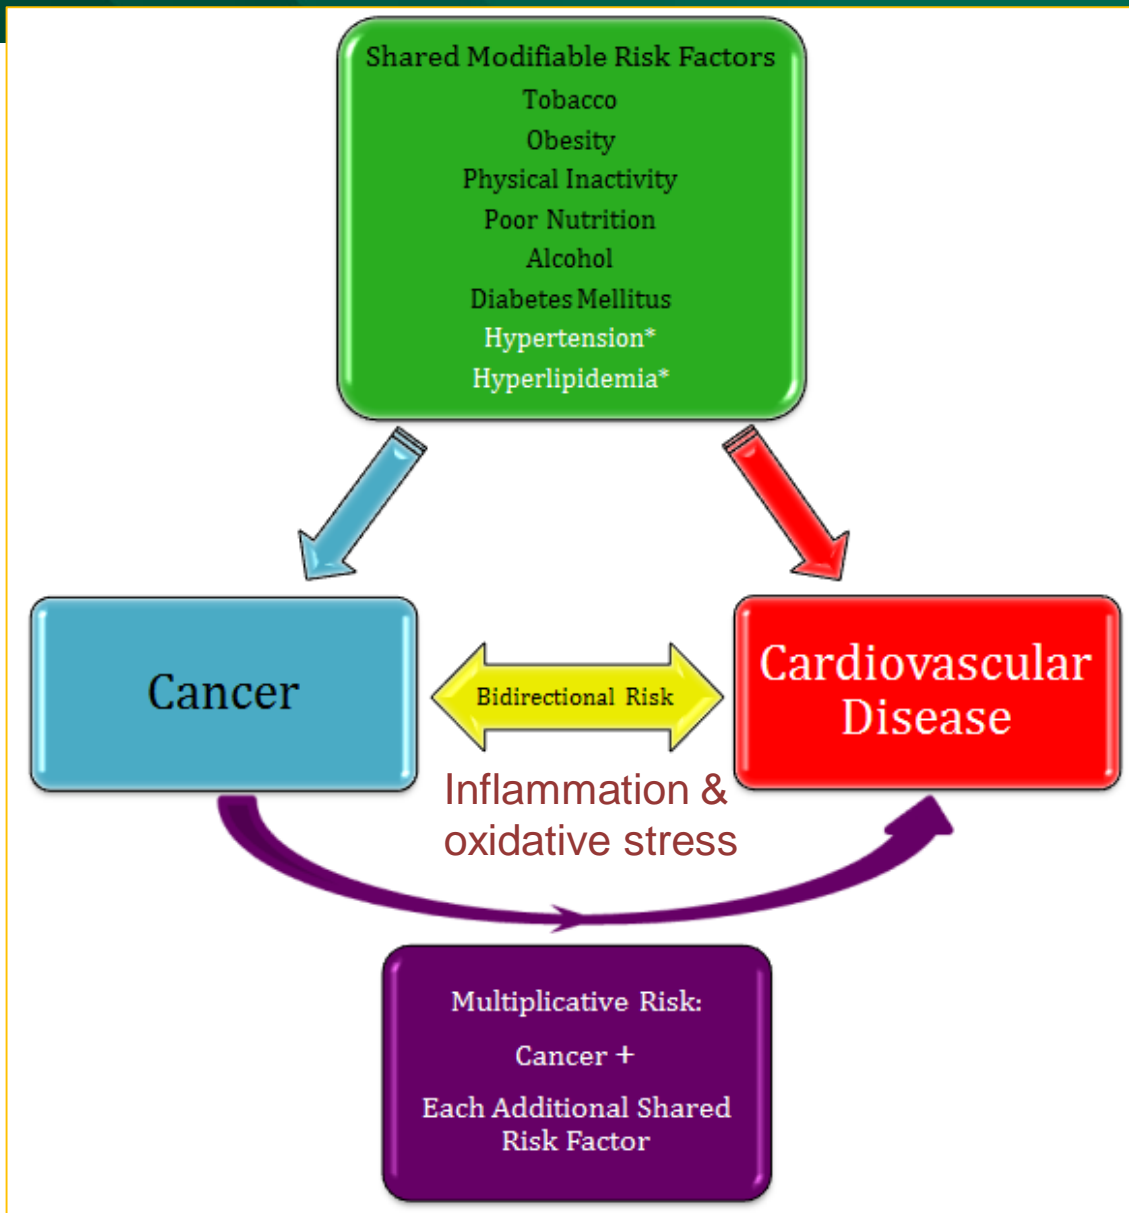 Shared Modifiable Risk Factors
Tobacco
Obesity
Physical Inactivity
Poor Nutrition
Alcohol
Diabetes Mellitus
Hypertension*
Hyperlipidemia*
Cancer
Bidirectional Risk
Cardiovascular
Disease
Inflammation &
oxidative stress
Multiplicative Risk:
Cancer +
Each Additional Shared
Risk Factor